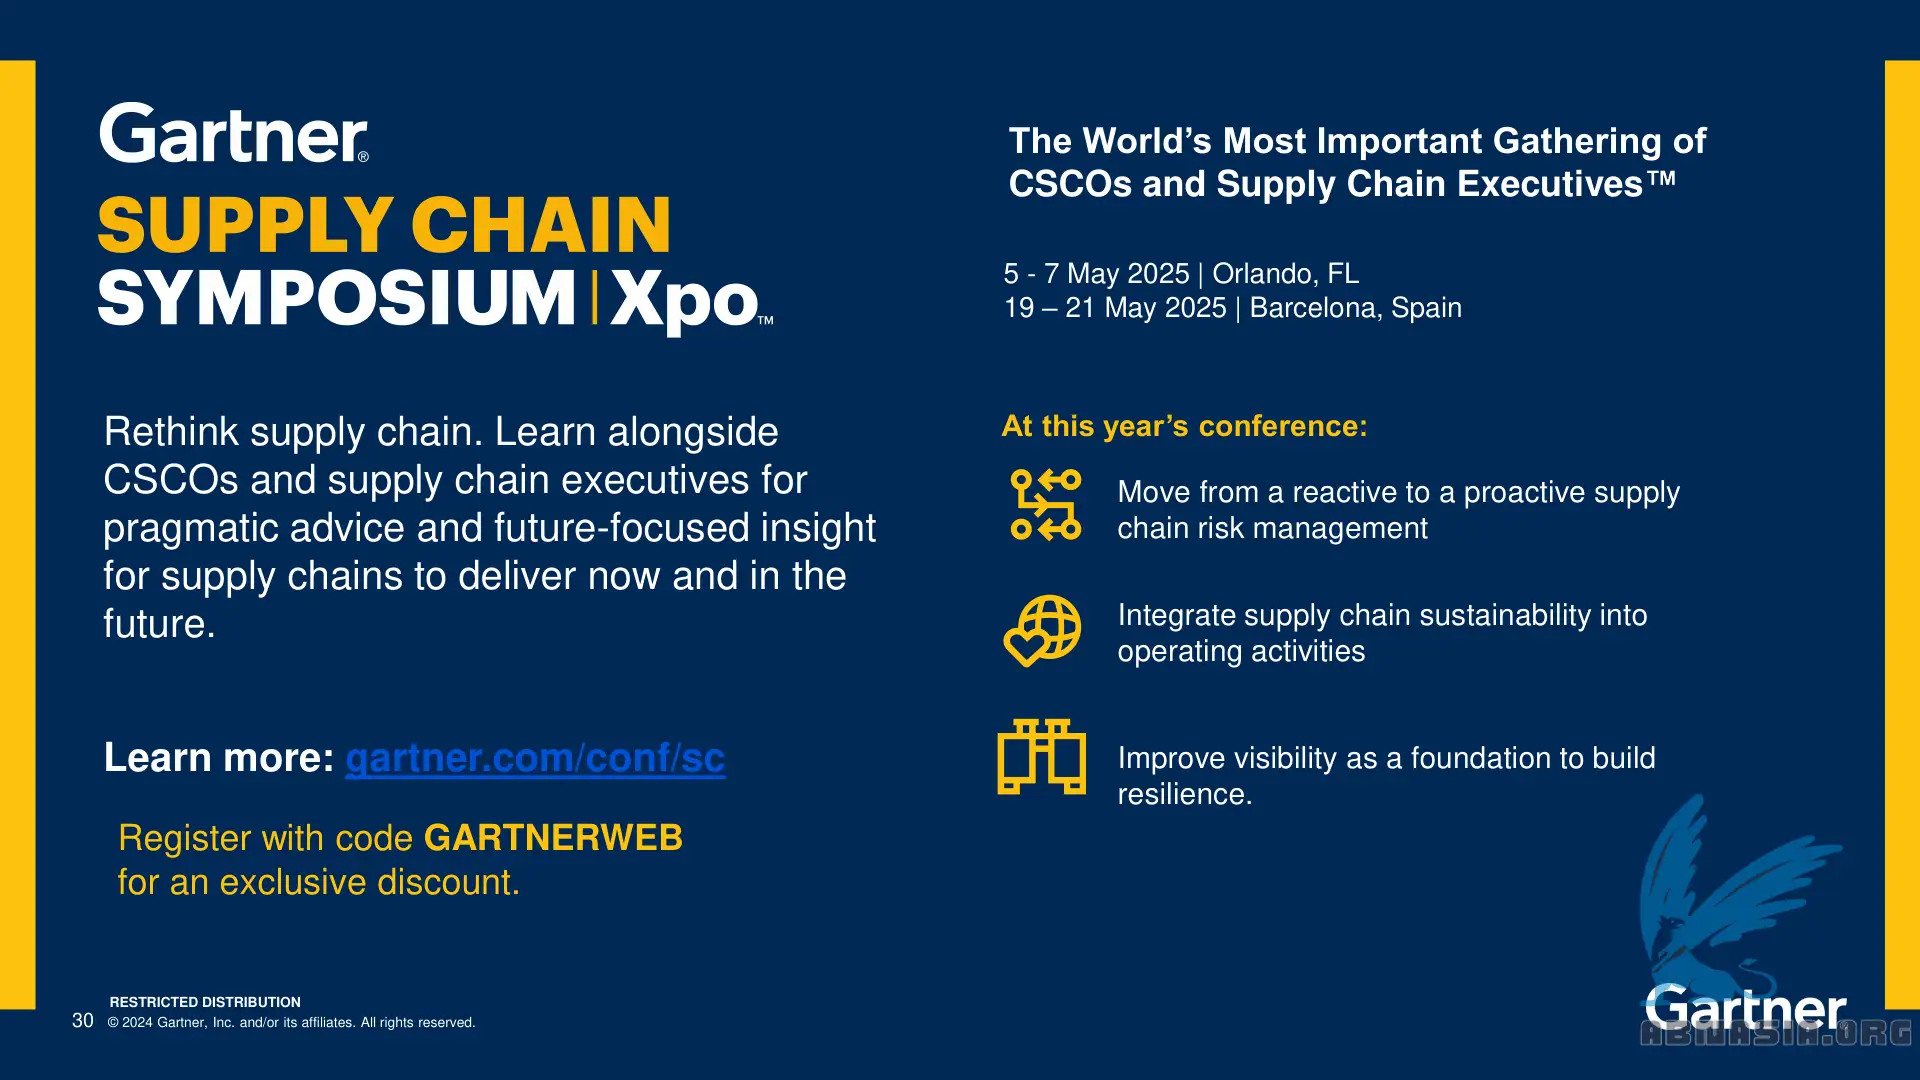 Gartner®
SUPPLY CHAIN
SYMPOSIUM | Xpo™
Rethink supply chain. Learn alongside
CSCOs and supply chain executives for
pragmatic advice and future-focused insight
for supply chains to deliver now and in the
future.
Learn more: gartner.com/conf/sc
Register with code GARTNERWEB
for an exclusive discount.
The World’s Most Important Gathering of
CSCOs and Supply Chain Executives™
5 - 7 May 2025 | Orlando, FL
19 – 21 May 2025 | Barcelona, Spain
At this year’s conference:
Move from a reactive to a proactive supply
chain risk management
Integrate supply chain sustainability into
operating activities
Improve visibility as a foundation to build
resilience.
RESTRICTED DISTRIBUTION
30 © 2024 Gartner, Inc. and/or its affiliates. All rights reserved.
Gartner®
ABINASIA.ORG